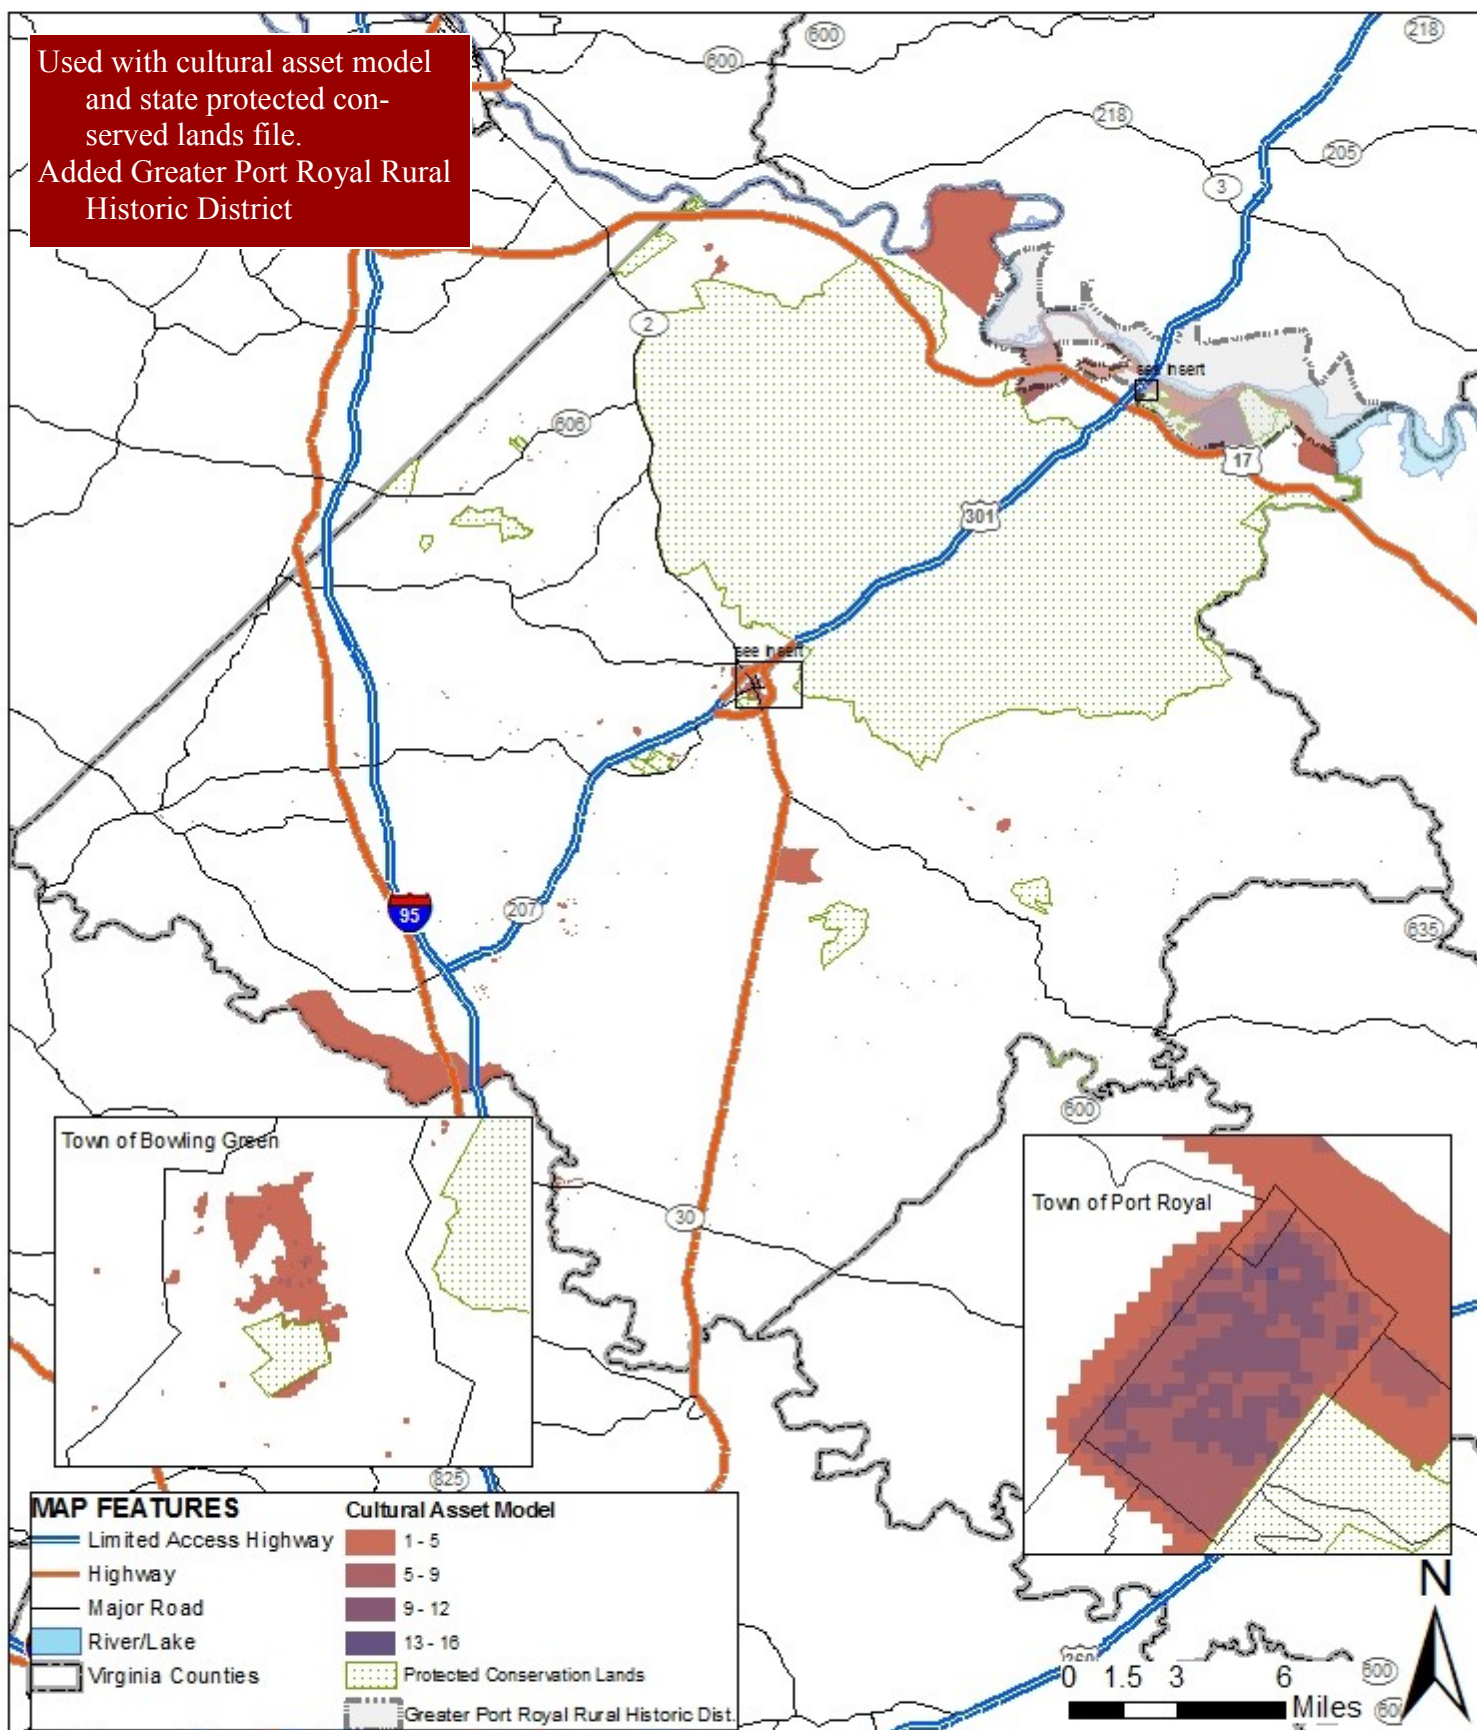 Used with cultural asset model
and state protected con-
served lands file.
Added Greater Port Royal Rural
Historic District
600
600
218
218
205
3
2
see insert
606
17
301
see insert
95
207
635
600
30
Town of Bowling Green
Town of Port Royal
825
MAP FEATURES
Limited Access Highway
Highway
Major Road
River/Lake
Virginia Counties
Cultural Asset Model
1 - 5
5 - 9
9 - 12
13 - 16
Protected Conservation Lands
Greater Port Royal Rural Historic Dist.
N
600
0 1.5 3 6
Miles